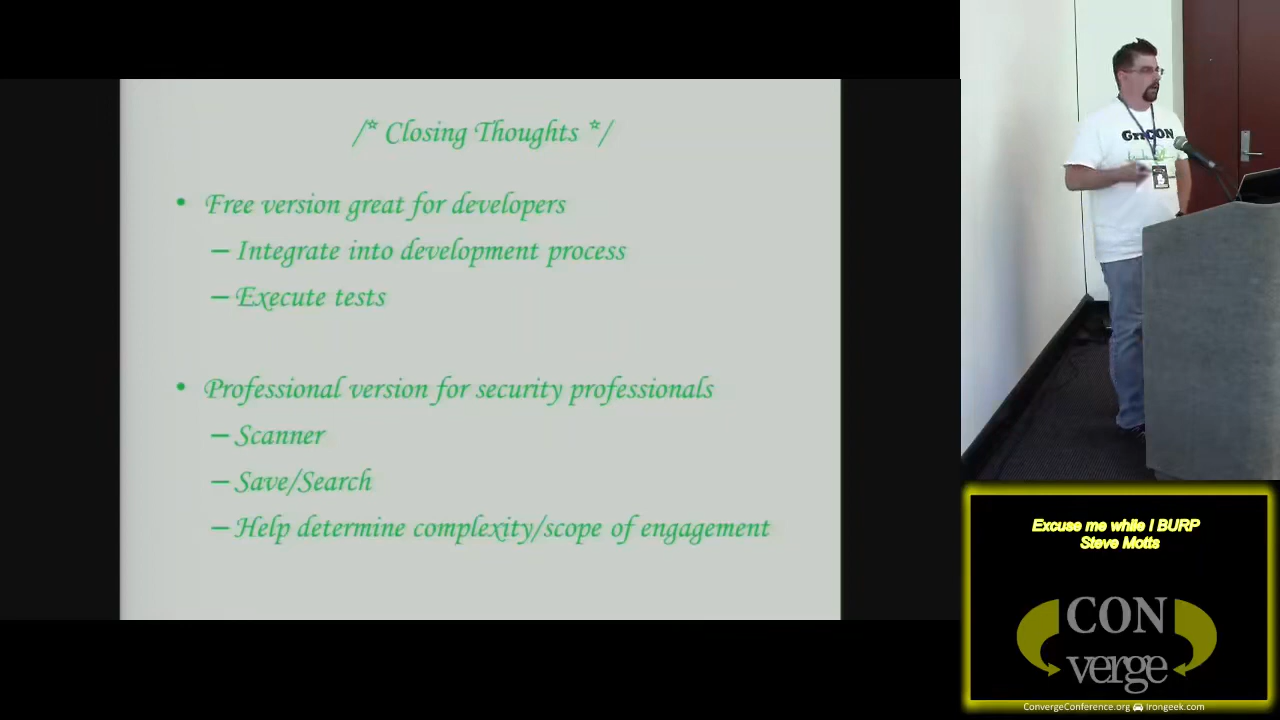 /* Closing Thoughts */
• Free version great for developers
– Integrate into development process
– Execute tests
• Professional version for security professionals
– Scanner
– Save/Search
– Help determine complexity/scope of engagement
GrrCON
Excuse me while I BURP
Steve Motts
CON
verge
ConvergeConference.org Irongeek.com